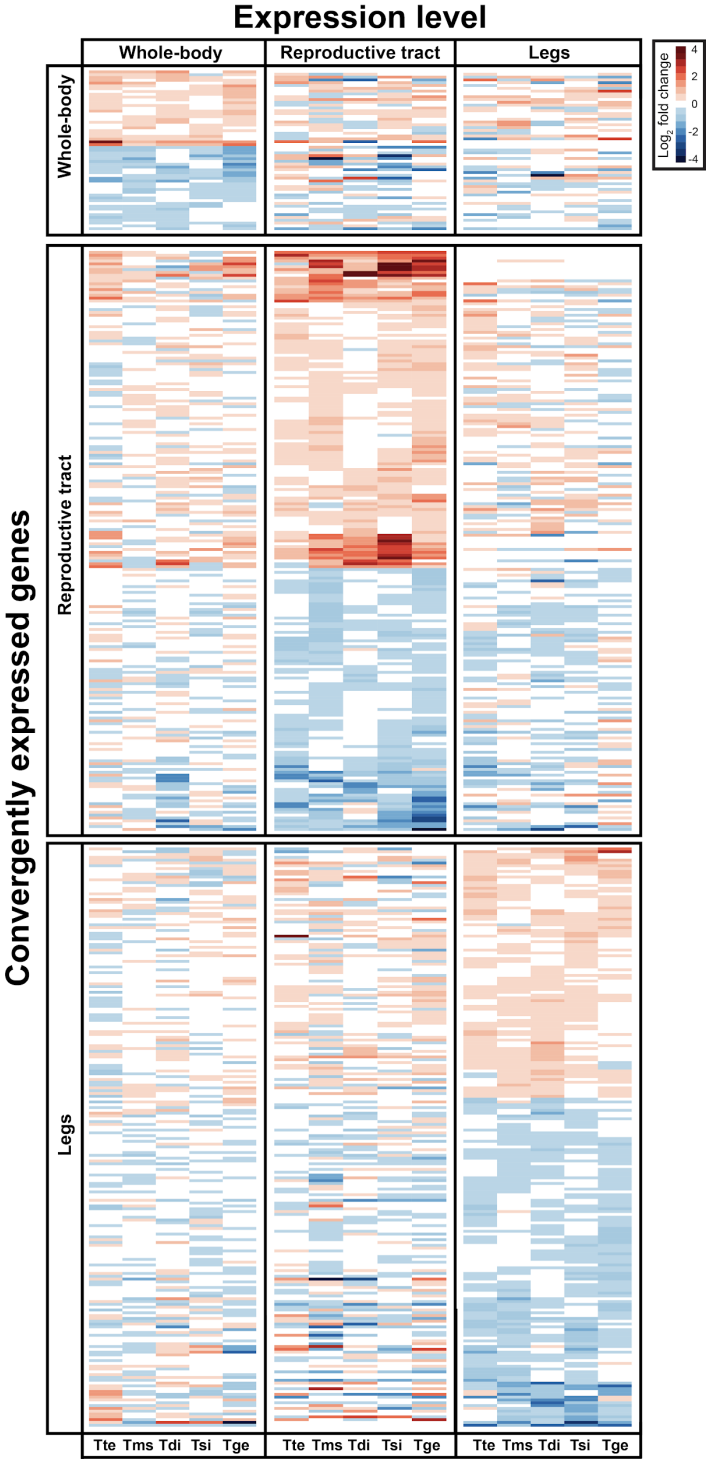 Expression level
Whole-body Reproductive tract Legs
4
2
0
-2
-4
Log2 fold change
Convergently expressed genes
Whole-body
Reproductive tract
Legs
Tte Tms Tdi Tsi Tge Tte Tms Tdi Tsi Tge Tte Tms Tdi Tsi Tge